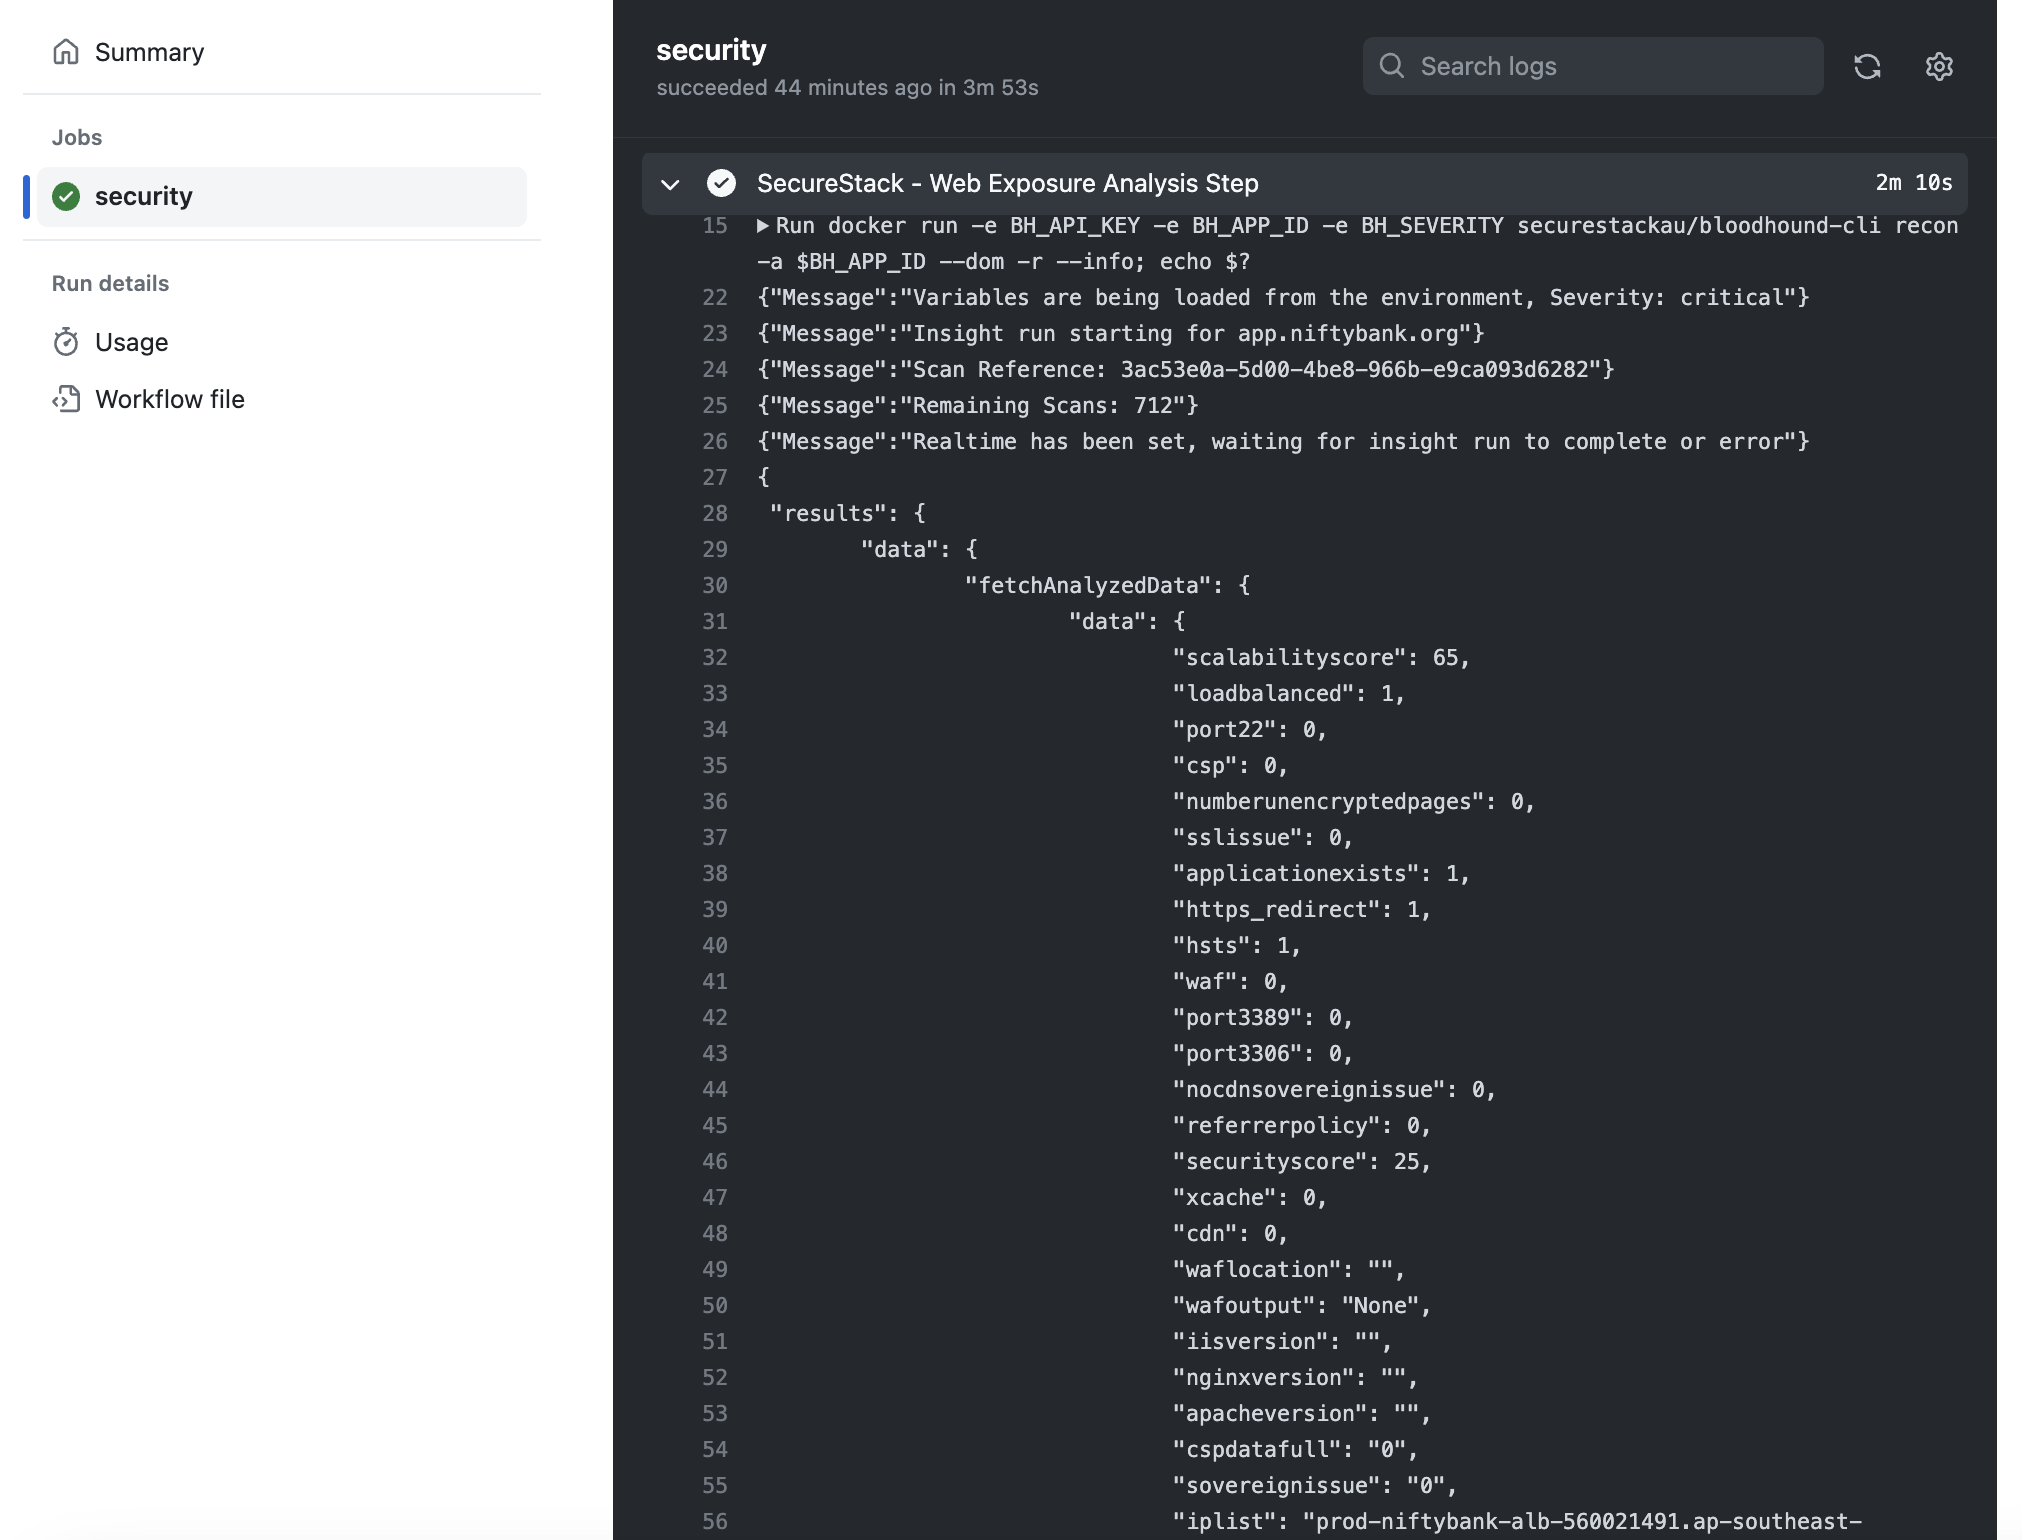 Summary
Jobs
security
Run details
Usage
Workflow file
security
succeeded 44 minutes ago in 3m 53s
Search logs
SecureStack - Web Exposure Analysis Step
2m 10s
15 Run docker run -e BH_API_KEY -e BH_APP_ID -e BH_SEVERITY securestackau/bloodhound-cli recon
-a $BH_APP_ID --dom -r --info; echo $?
22 {"Message":"Variables are being loaded from the environment, Severity: critical"}
23 {"Message":"Insight run starting for app.niftybank.org"}
24 {"Message":"Scan Reference: 3ac53e0a-5d00-4be8-966b-e9ca093d6282"}
25 {"Message":"Remaining Scans: 712"}
26 {"Message":"Realtime has been set, waiting for insight run to complete or error"}
27 {
28 "results": {
29 "data": {
30 "fetchAnalyzedData": {
31 "data": {
32 "scalabilityscore": 65,
33 "loadbalanced": 1,
34 "port22": 0,
35 "csp": 0,
36 "numberunencryptedpages": 0,
37 "sslissue": 0,
38 "applicationexists": 1,
39 "https_redirect": 1,
40 "hsts": 1,
41 "waf": 0,
42 "port3389": 0,
43 "port3306": 0,
44 "nocdnsovereignissue": 0,
45 "referrerpolicy": 0,
46 "securityscore": 25,
47 "xcache": 0,
48 "cdn": 0,
49 "waflocation": "",
50 "wafoutput": "None",
51 "iisversion": "",
52 "nginxversion": "",
53 "apacheversion": "",
54 "cspdatafull": "0",
55 "sovereignissue": "0",
56 "iplist": "prod-niftybank-alb-560021491.ap-southeast-